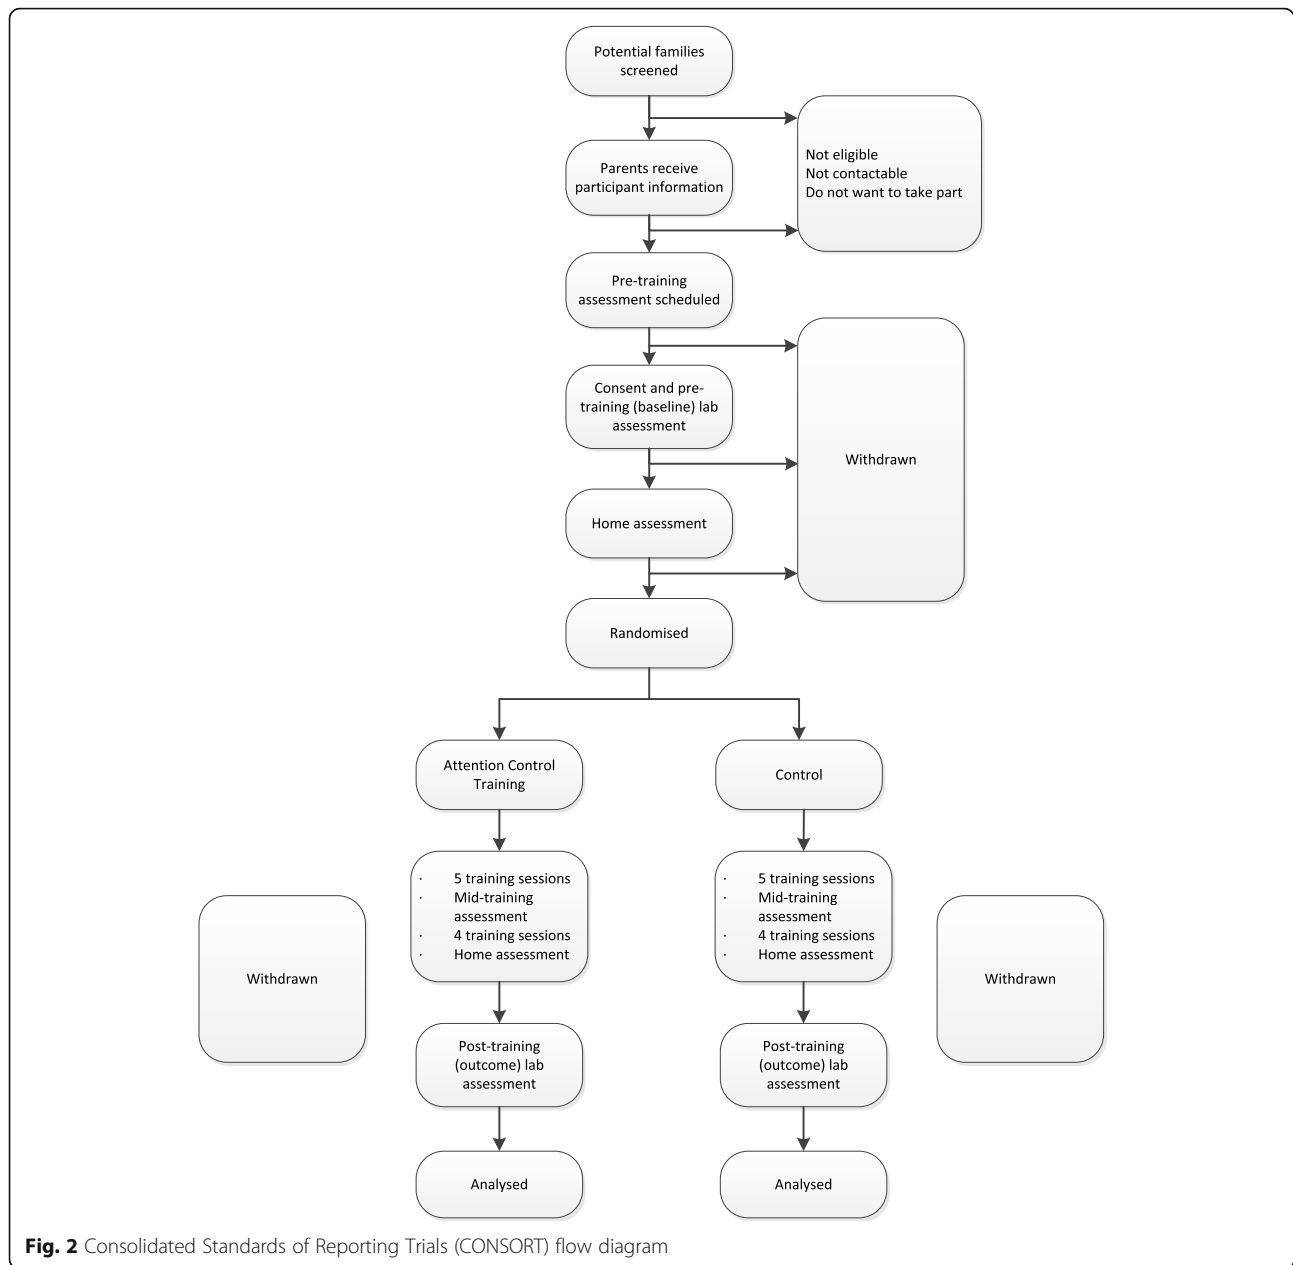 Potential families
screened
Not eligible
Not contactable
Do not want to take part
Parents receive
participant information
Pre-training
assessment scheduled
Consent and pre-
training (baseline) lab
assessment
Withdrawn
Home assessment
Randomised
Attention Control
Training
Control
· 5 training sessions
· Mid-training
assessment
· 4 training sessions
· Home assessment
· 5 training sessions
· Mid-training
assessment
· 4 training sessions
· Home assessment
Withdrawn
Withdrawn
Post-training
(outcome) lab
assessment
Post-training
(outcome) lab
assessment
Analysed
Analysed
Fig. 2 Consolidated Standards of Reporting Trials (CONSORT) flow diagram